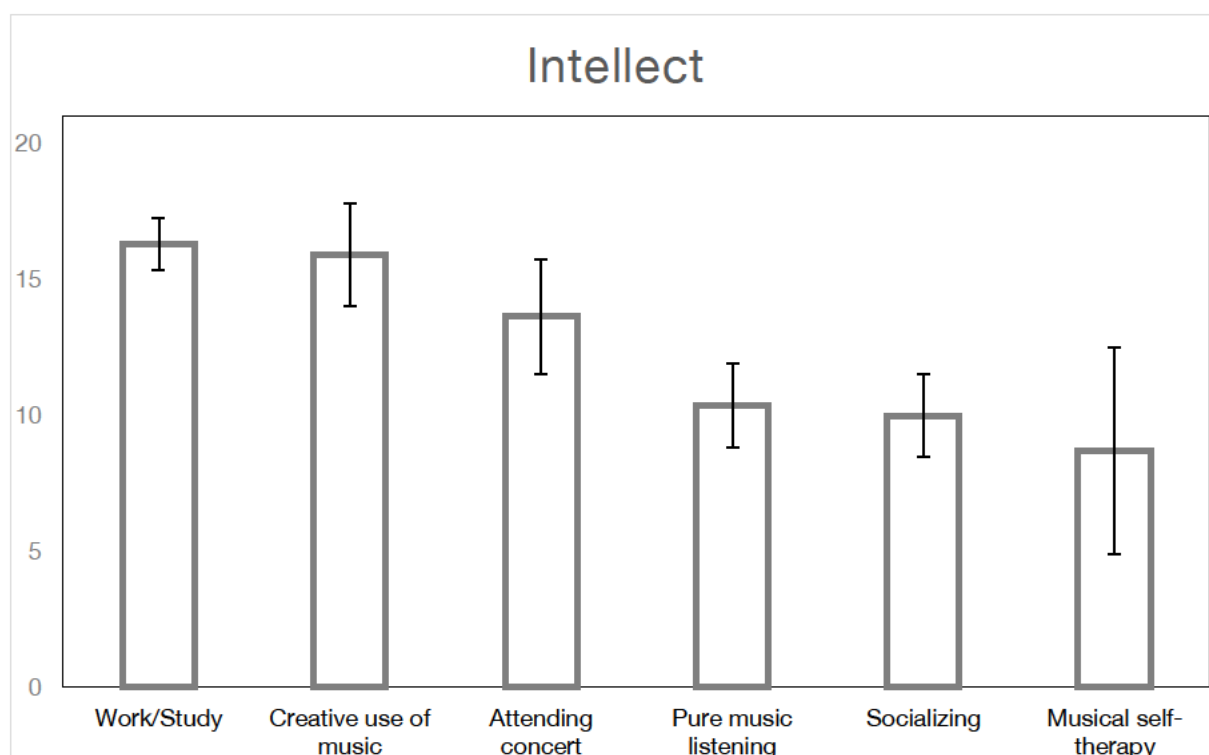 Intellect
20
15
10
5
0
Work/Study
Creative use of
music
Attending
concert
Pure music
listening
Socializing
Musical self-
therapy